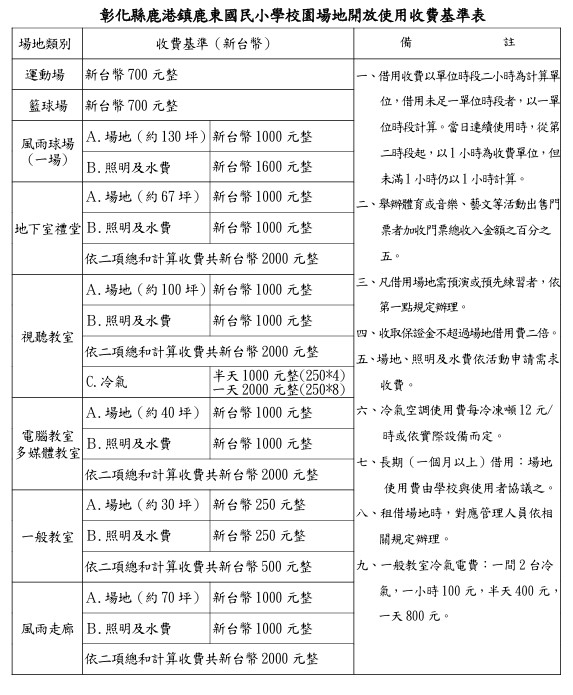 彰化縣鹿港鎮鹿東國民小學校園場地開放使用收費基準表
場地類別 收費基準（新台幣） 備 註
運動場 新台幣 700 元整
籃球場 新台幣 700 元整
風雨球場
（一場）
A.場地（約 130 坪） 新台幣 1000 元整
B.照明及水費 新台幣 1600 元整
地下室禮堂
A.場地（約 67 坪） 新台幣 1000 元整
B.照明及水費 新台幣 1000 元整
依二項總和計算收費共新台幣 2000 元整
視聽教室
A.場地（約 100 坪） 新台幣 1000 元整
B.照明及水費 新台幣 1000 元整
依二項總和計算收費共新台幣 2000 元整
C.冷氣 半天 1000 元整(250*4)
一天 2000 元整(250*8)
電腦教室
多媒體教室
A.場地（約 40 坪） 新台幣 1000 元整
B.照明及水費 新台幣 1000 元整
依二項總和計算收費共新台幣 2000 元整
一般教室
A.場地（約 30 坪） 新台幣 250 元整
B.照明及水費 新台幣 250 元整
依二項總和計算收費共新台幣 500 元整
風雨走廊
A.場地（約 70 坪） 新台幣 1000 元整
B.照明及水費 新台幣 1000 元整
依二項總和計算收費共新台幣 2000 元整
一、借用收費以單位時段二小時為計算單
位，借用未足一單位時段者，以一單
位時段計算。當日連續使用時，從第
二時段起，以 1 小時為收費單位，但
未滿 1 小時仍以 1 小時計算。
二、舉辦體育或音樂、藝文等活動出售門
票者加收門票總收入金額之百分之
五。
三、凡借用場地需預演或預先練習者，依
第一點規定辦理。
四、收取保證金不超過場地借用費二倍。
五、場地、照明及水費依活動申請需求
收費。
六、冷氣空調使用費每冷凍噸 12 元/
時或依實際設備而定。
七、長期（一個月以上）借用：場地
使用費由學校與使用者協議之。
八、租借場地時，對應管理人員依相
關規定辦理。
九、一般教室冷氣電費：一間 2 台冷
氣，一小時 100 元，半天 400 元，
一天 800 元。